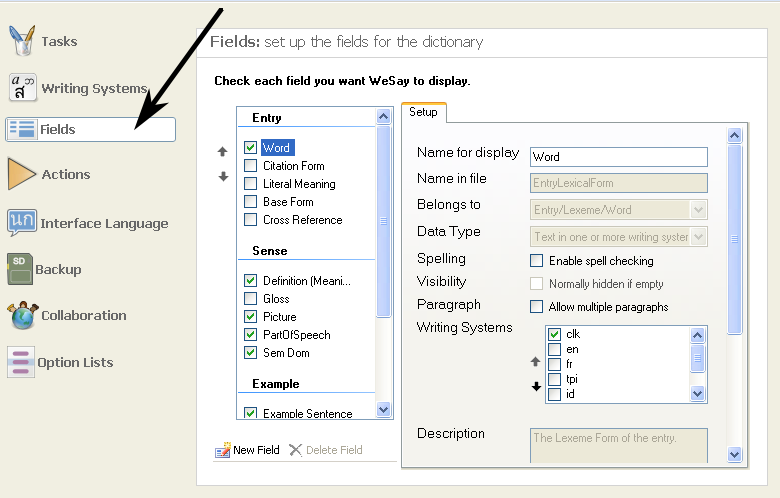 Tasks
Writing Systems
Fields
Actions
Interface Language
SD
Backup
Collaboration
Option Lists
Fields: set up the fields for the dictionary
Check each field you want WeSay to display.
Entry
Word
Citation Form
Literal Meaning
Base Form
Cross Reference
Sense
Definition (Meani...
Gloss
Picture
PartOfSpeech
Sem Dom
Example
Example Sentence
New Field
Delete Field
Setup
Name for display
Word
Name in file
EntryLexicalForm
Belongs to
Entry/Lexeme/Word
Data Type
Text in one or more writing system
Spelling
Enable spell checking
Visibility
Normally hidden if empty
Paragraph
Allow multiple paragraphs
Writing Systems
clk
en
fr
tpi
id
Description
The Lexeme Form of the entry.